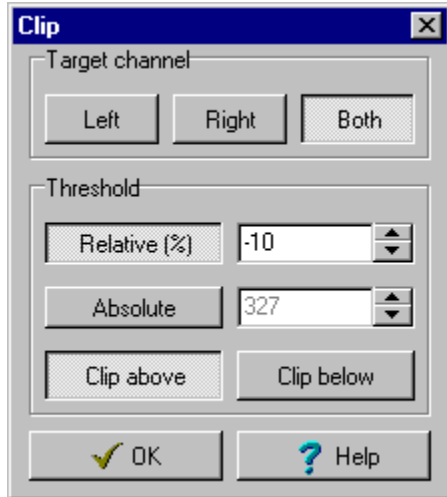 Clip
Target channel
Left Right Both
Threshold
Relative (%) -10
Absolute 327
Clip above Clip below
OK ? Help